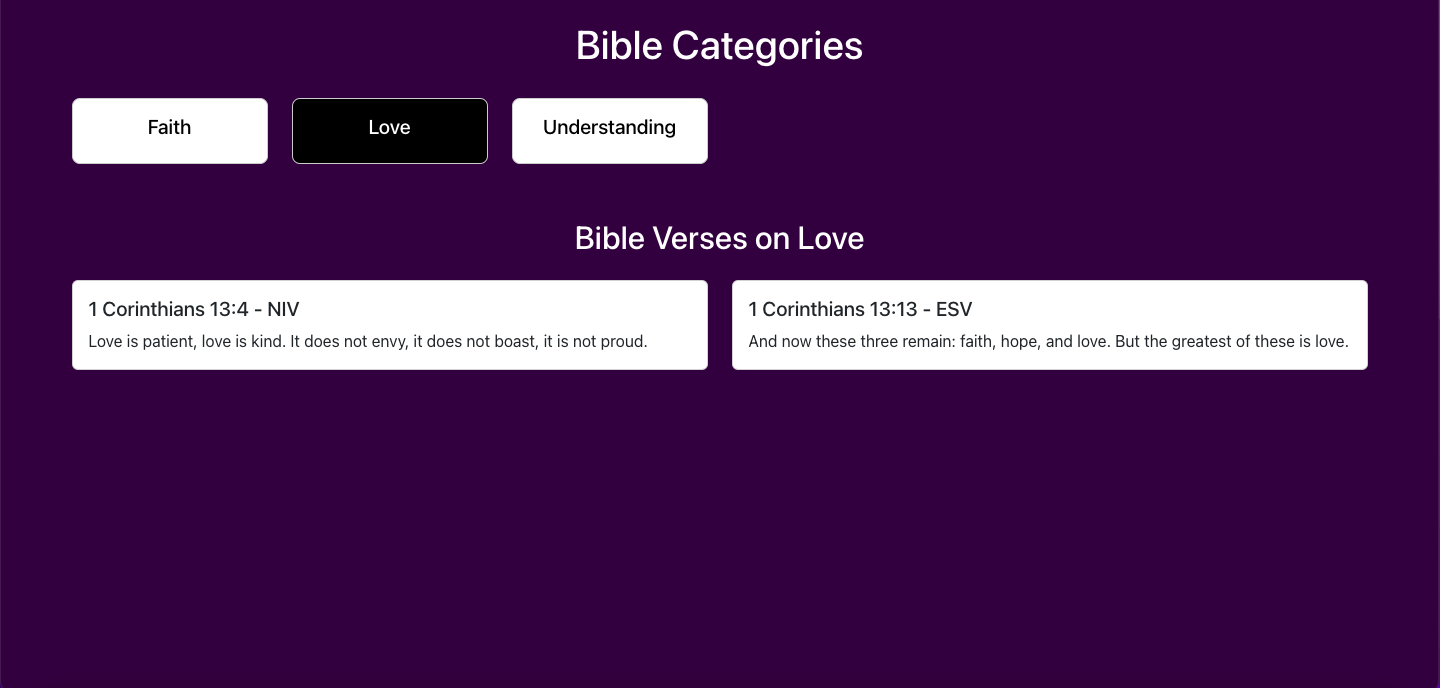 Bible Categories
Faith
Love
Understanding
Bible Verses on Love
1 Corinthians 13:4 - NIV
Love is patient, love is kind. It does not envy, it does not boast, it is not proud.
1 Corinthians 13:13 - ESV
And now these three remain: faith, hope, and love. But the greatest of these is love.